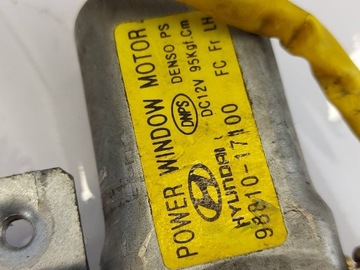 POWER WINDOW MOTOR
DWPS DENSO PS
DC12V 95Kgf.Cm
HYUNDAI FC Fr LH
98810-17100